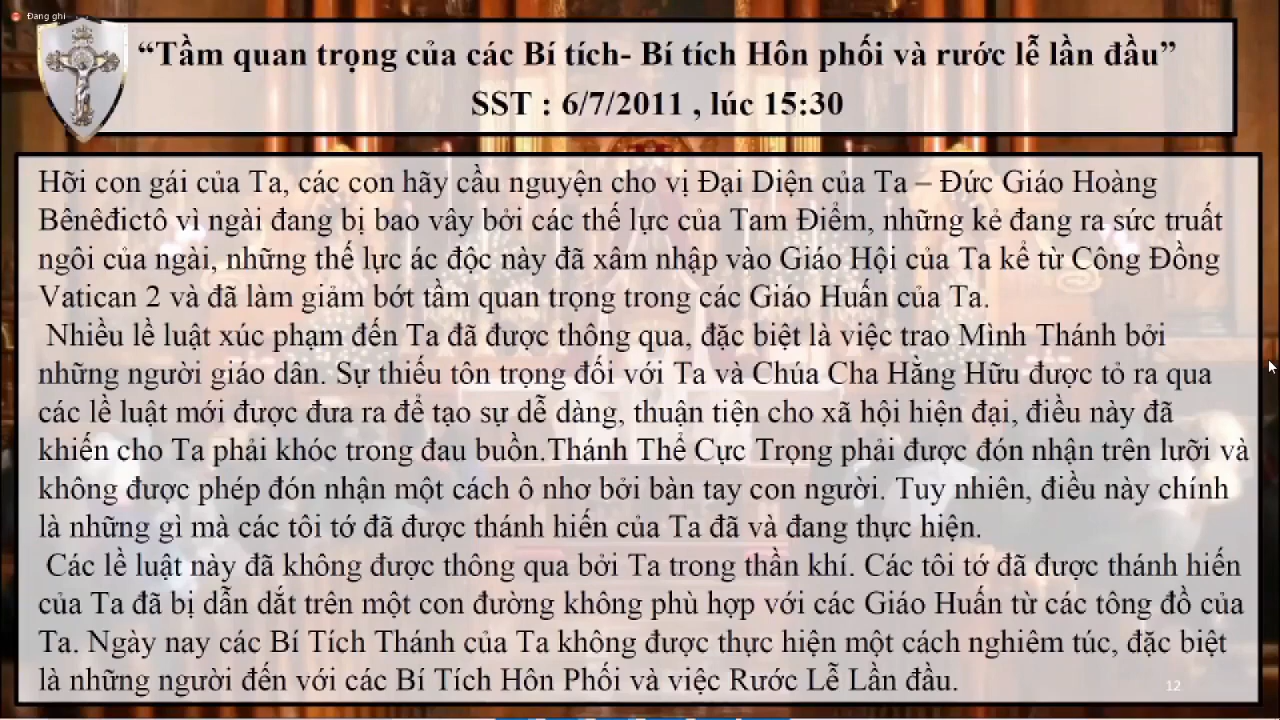 Đang ghi
“Tầm quan trọng của các Bí tích- Bí tích Hôn phối và rước lễ lần đầu”
SST : 6/7/2011 , lúc 15:30
Hỡi con gái của Ta, các con hãy cầu nguyện cho vị Đại Diện của Ta – Đức Giáo Hoàng
Bênêđictô vì ngài đang bị bao vây bởi các thế lực của Tam Điểm, những kẻ đang ra sức truất
ngôi của ngài, những thế lực ác độc này đã xâm nhập vào Giáo Hội của Ta kể từ Công Đồng
Vatican 2 và đã làm giảm bớt tầm quan trọng trong các Giáo Huấn của Ta.
Nhiều lề luật xúc phạm đến Ta đã được thông qua, đặc biệt là việc trao Mình Thánh bởi
những người giáo dân. Sự thiếu tôn trọng đối với Ta và Chúa Cha Hằng Hữu được tỏ ra qua
các lề luật mới được đưa ra để tạo sự dễ dàng, thuận tiện cho xã hội hiện đại, điều này đã
khiến cho Ta phải khóc trong đau buồn.Thánh Thể Cực Trọng phải được đón nhận trên lưỡi và
không được phép đón nhận một cách ô nhơ bởi bàn tay con người. Tuy nhiên, điều này chính
là những gì mà các tôi tớ đã được thánh hiến của Ta đã và đang thực hiện.
Các lề luật này đã không được thông qua bởi Ta trong thần khí. Các tôi tớ đã được thánh hiến
của Ta đã bị dẫn dắt trên một con đường không phù hợp với các Giáo Huấn từ các tông đồ của
Ta. Ngày nay các Bí Tích Thánh của Ta không được thực hiện một cách nghiêm túc, đặc biệt
là những người đến với các Bí Tích Hôn Phối và việc Rước Lễ Lần đầu.
12